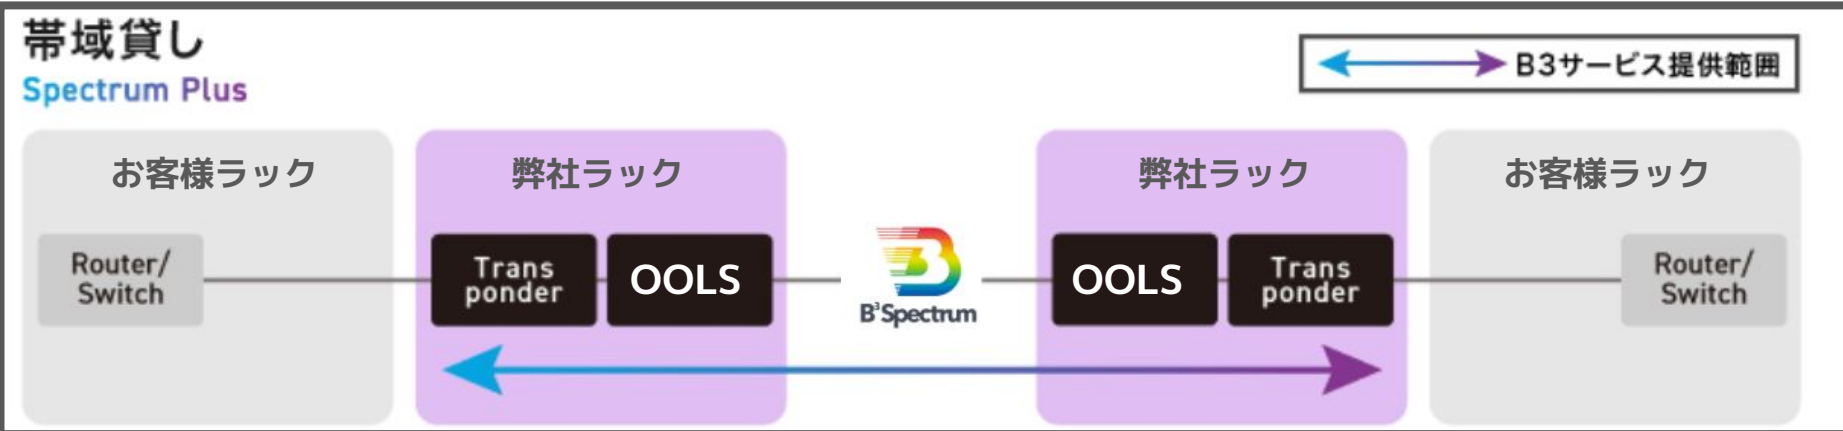 帯域貸し
Spectrum Plus
B3サービス提供範囲
お客様ラック
弊社ラック
弊社ラック
お客様ラック
Router/
Switch
Trans
ponder
OOLS
B³Spectrum
OOLS
Trans
ponder
Router/
Switch